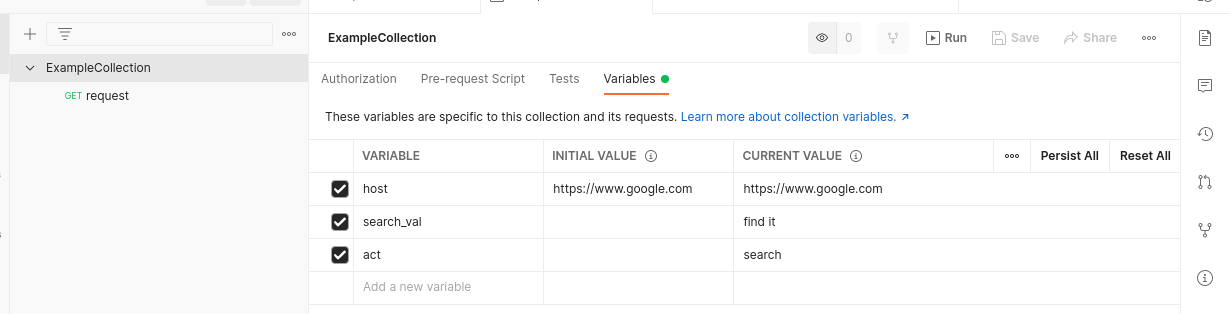 ExampleCollection
GET request
ExampleCollection
0
Run
Save
Share
Authorization
Pre-request Script
Tests
Variables
These variables are specific to this collection and its requests. Learn more about collection variables. ↗
VARIABLE INITIAL VALUE CURRENT VALUE Persist All Reset All
host https://www.google.com https://www.google.com
search_val find it
act search
Add a new variable